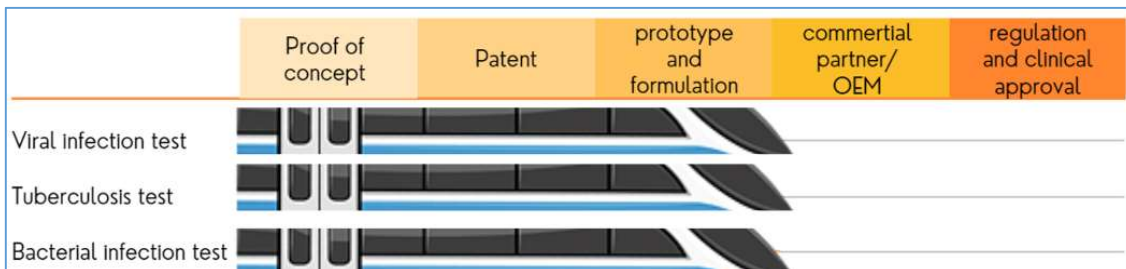 Proof of
concept
Patent
prototype
and
formulation
commertial
partner/
OEM
regulation
and clinical
approval
Viral infection test
Tuberculosis test
Bacterial infection test